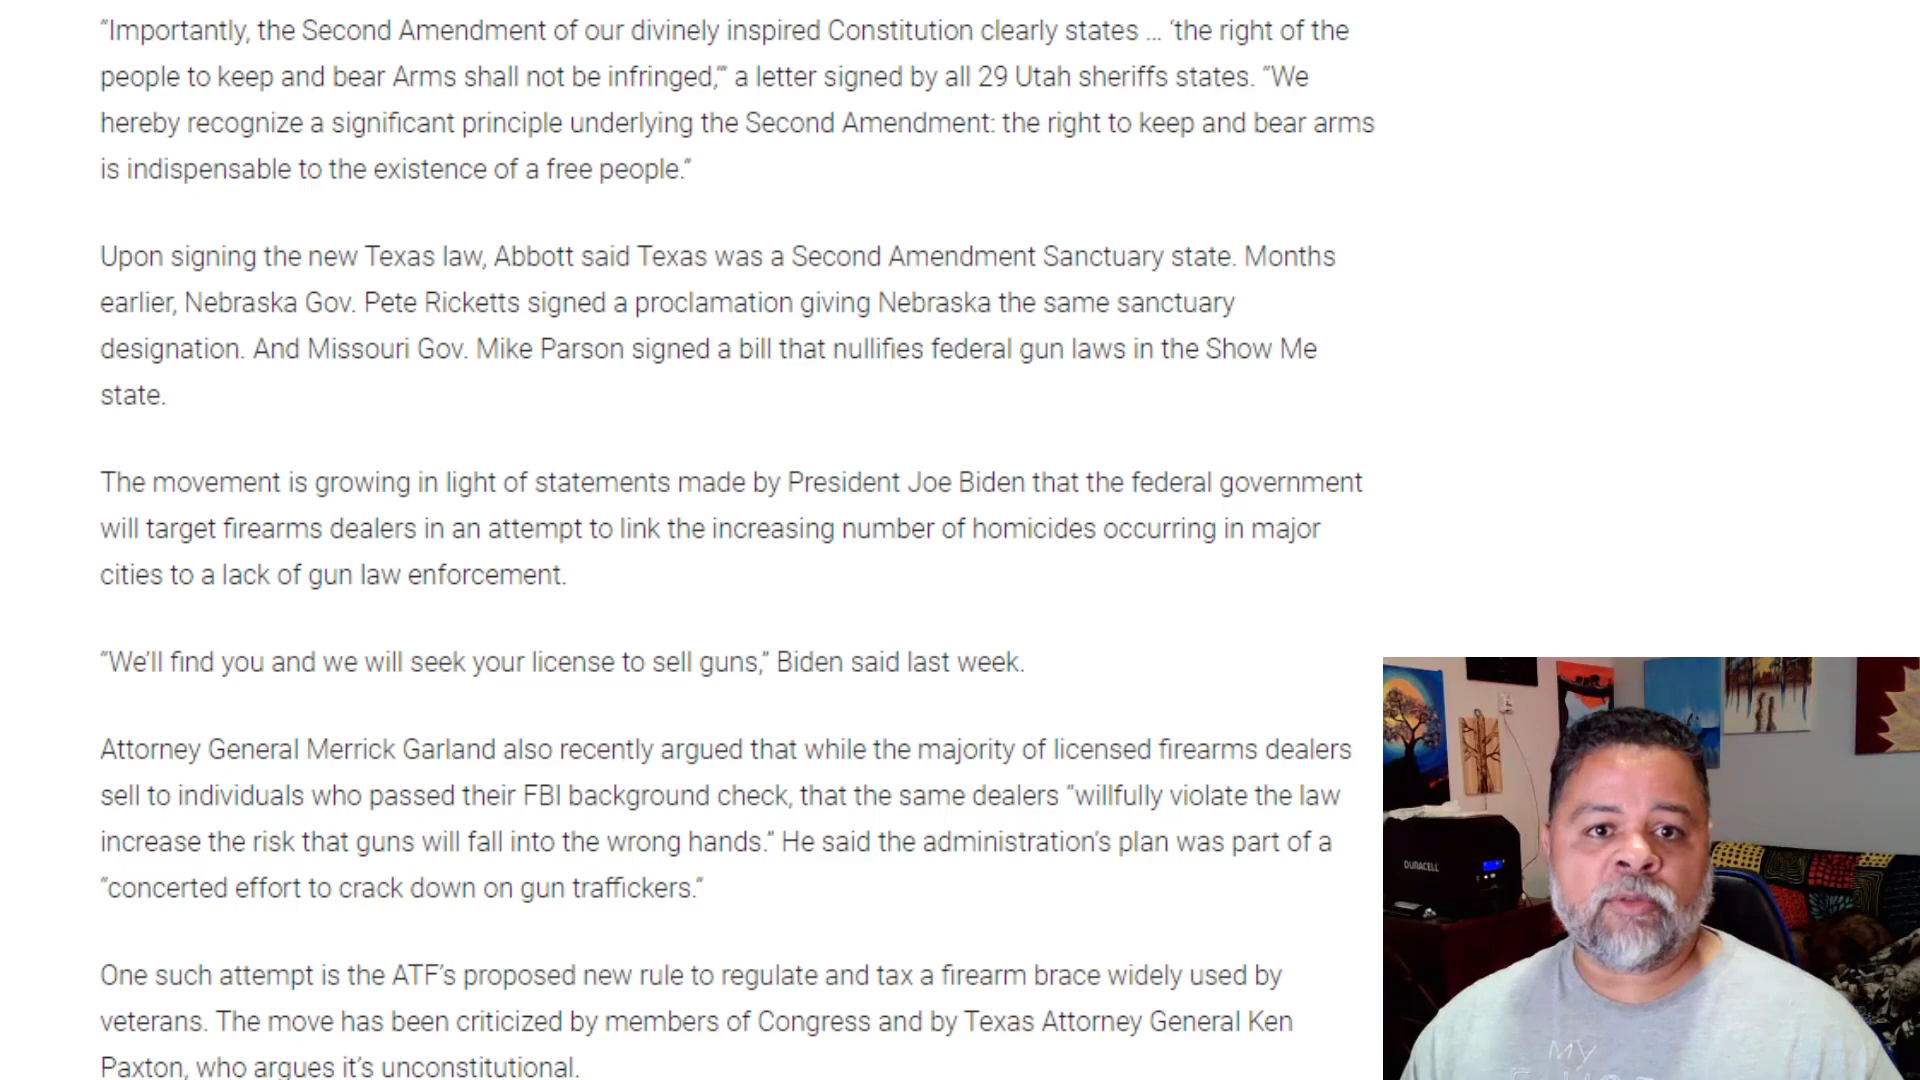 “Importantly, the Second Amendment of our divinely inspired Constitution clearly states … ‘the right of the
people to keep and bear Arms shall not be infringed,’” a letter signed by all 29 Utah sheriffs states. “We
hereby recognize a significant principle underlying the Second Amendment: the right to keep and bear arms
is indispensable to the existence of a free people.”
Upon signing the new Texas law, Abbott said Texas was a Second Amendment Sanctuary state. Months
earlier, Nebraska Gov. Pete Ricketts signed a proclamation giving Nebraska the same sanctuary
designation. And Missouri Gov. Mike Parson signed a bill that nullifies federal gun laws in the Show Me
state.
The movement is growing in light of statements made by President Joe Biden that the federal government
will target firearms dealers in an attempt to link the increasing number of homicides occurring in major
cities to a lack of gun law enforcement.
“We’ll find you and we will seek your license to sell guns,” Biden said last week.
Attorney General Merrick Garland also recently argued that while the majority of licensed firearms dealers
sell to individuals who passed their FBI background check, that the same dealers “willfully violate the law
increase the risk that guns will fall into the wrong hands.” He said the administration’s plan was part of a
“concerted effort to crack down on gun traffickers.”
One such attempt is the ATF’s proposed new rule to regulate and tax a firearm brace widely used by
veterans. The move has been criticized by members of Congress and by Texas Attorney General Ken
Paxton, who argues it’s unconstitutional.
DURACELL
MY